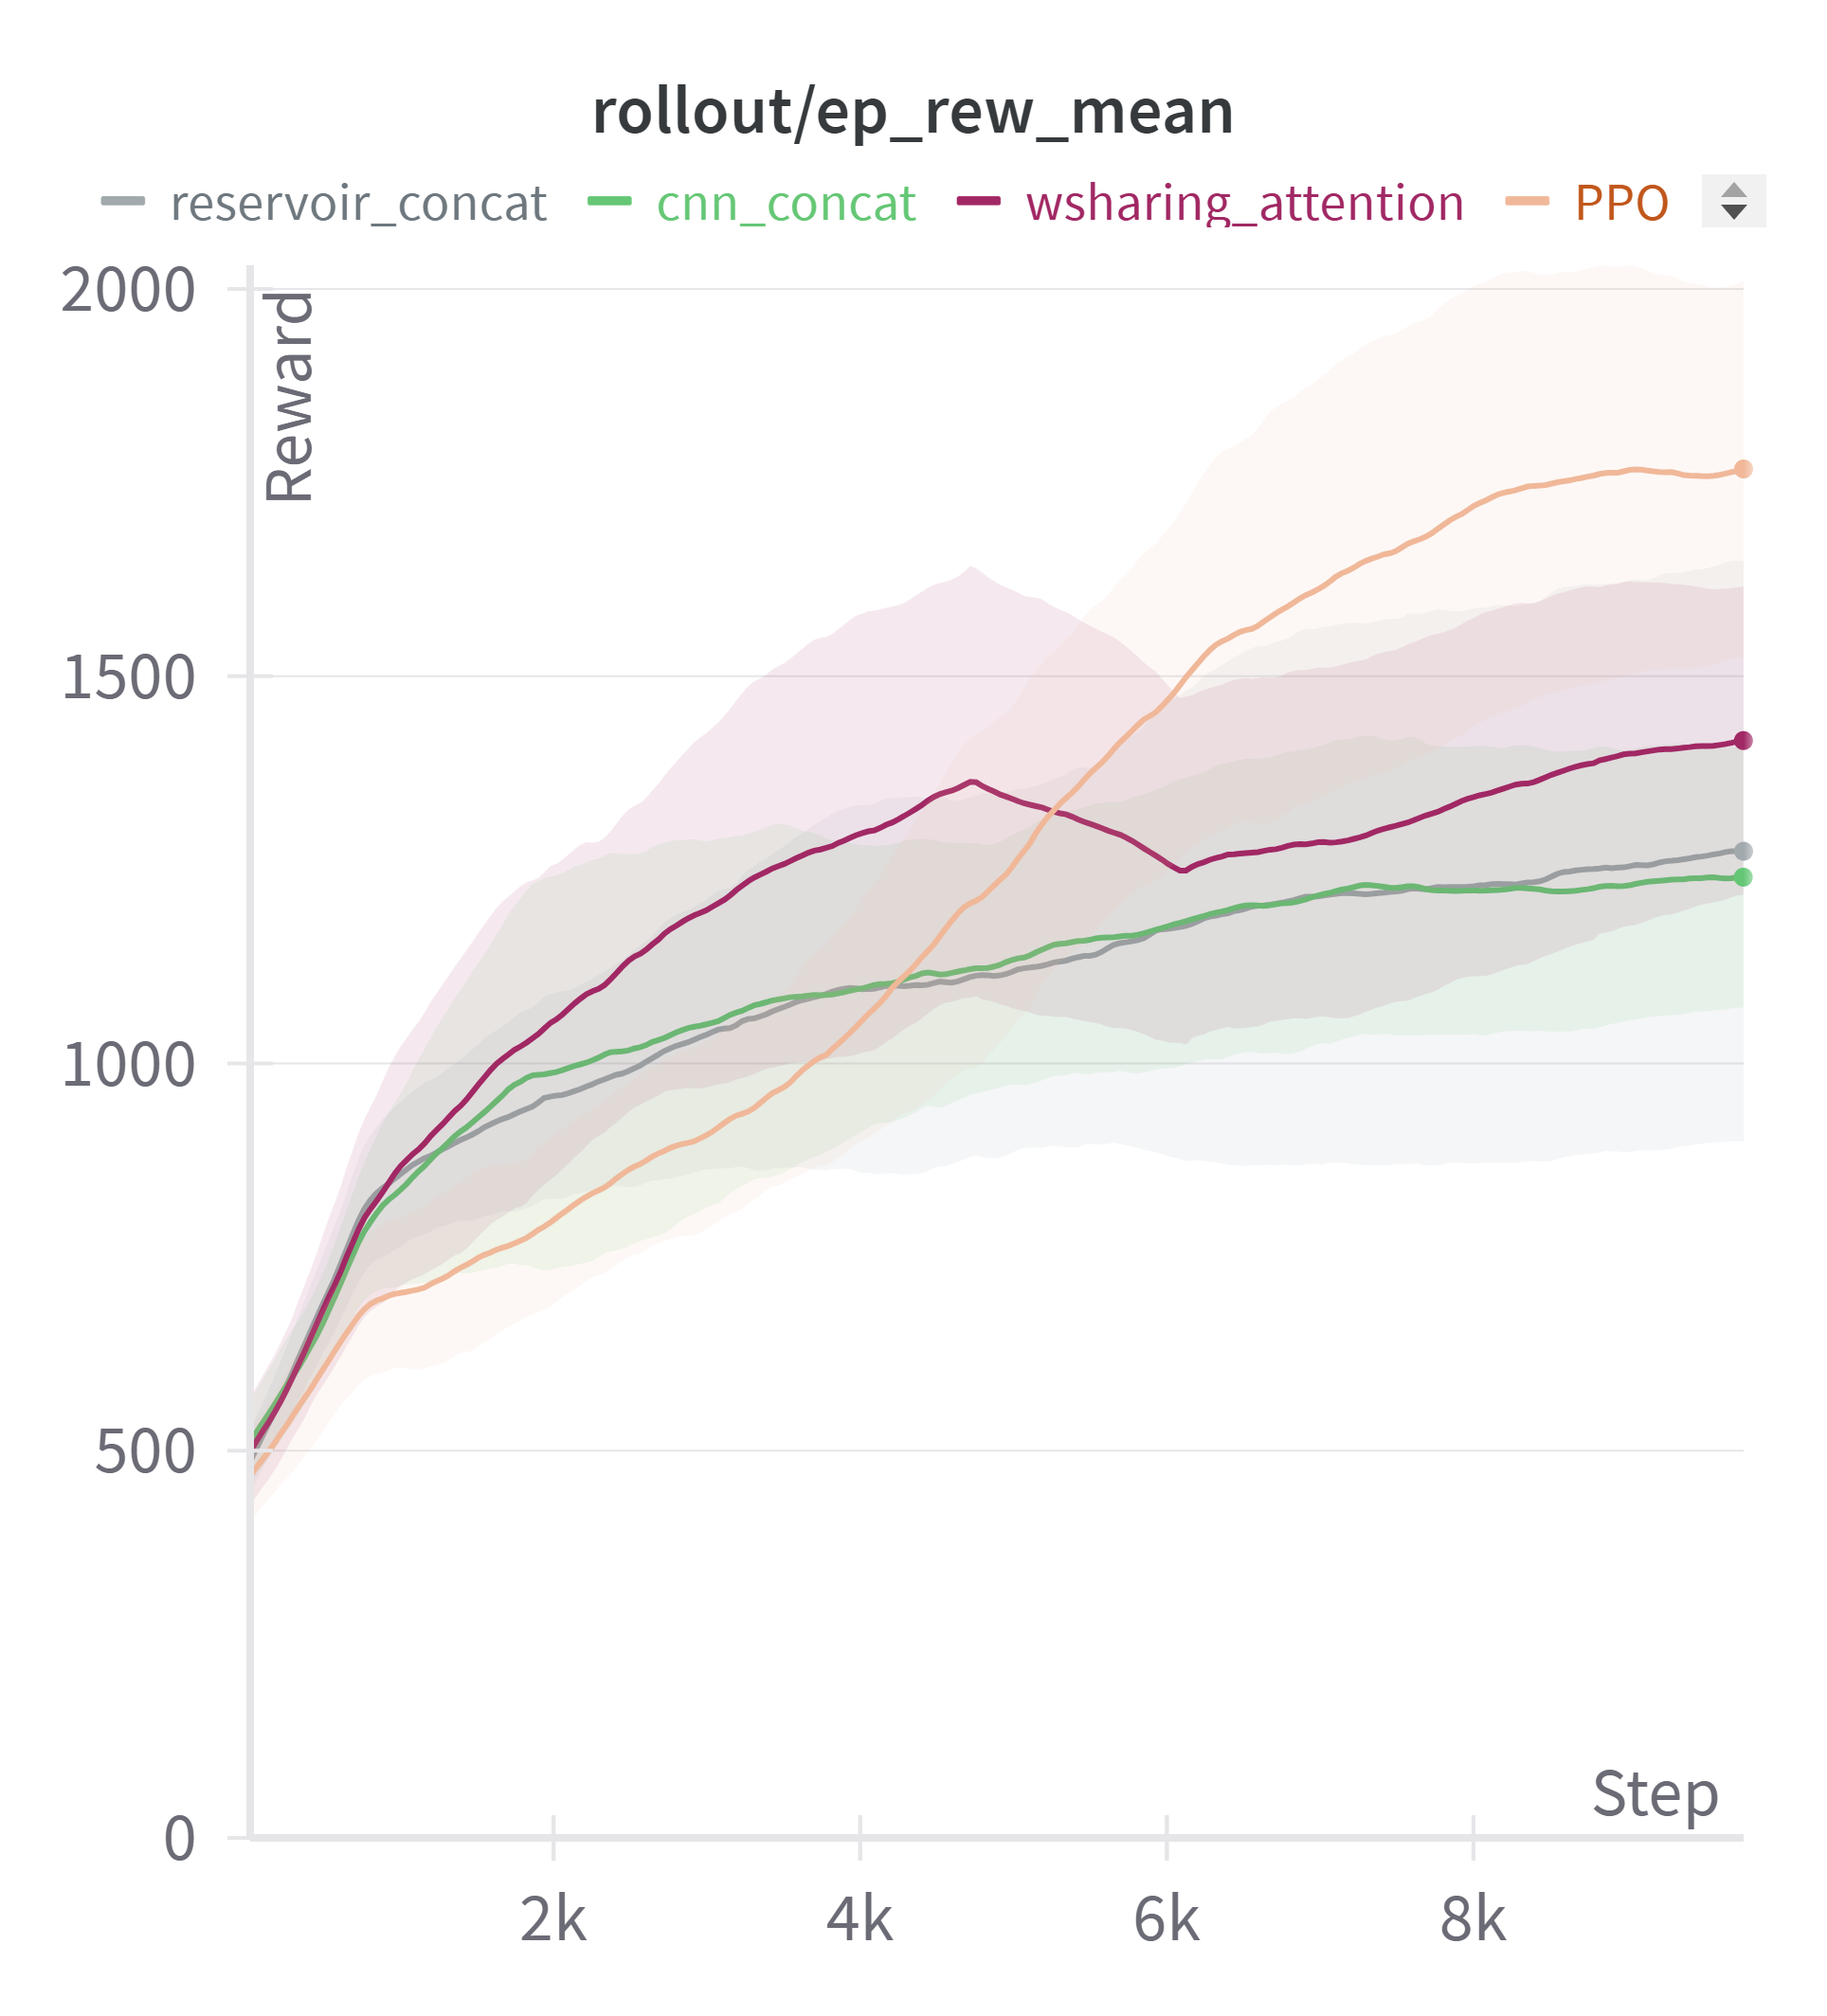 rollout/ep_rew_mean
reservoir_concat cnn_concat wsharing_attention PPO
2000
Reward
1500
1000
500
0
Step
2k 4k 6k 8k